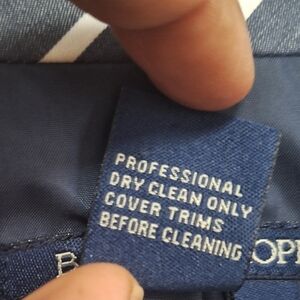 PROFESSIONAL
DRY CLEAN ONLY
COVER TRIMS
BEFORE CLEANING